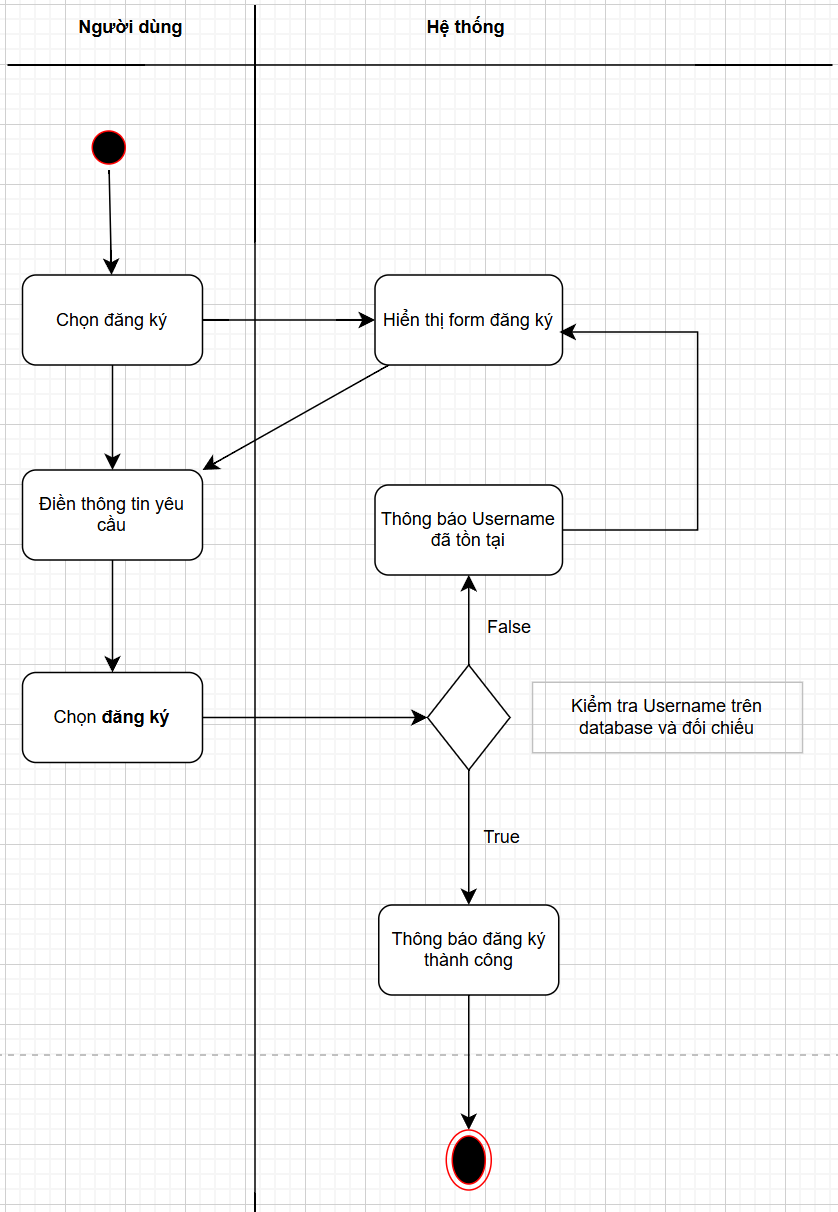 Người dùng
Hệ thống
Chọn đăng ký
Hiển thị form đăng ký
Điền thông tin yêu
cầu
Thông báo Username
đã tồn tại
False
Chọn đăng ký
Kiểm tra Username trên
database và đối chiếu
True
Thông báo đăng ký
thành công